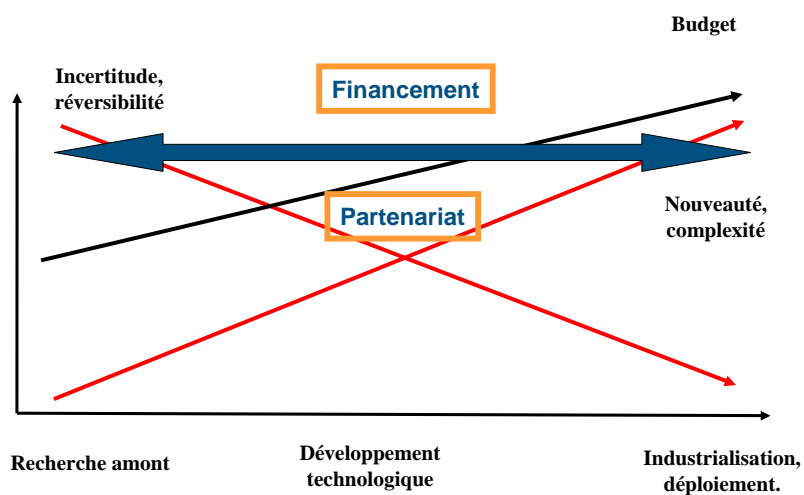 Budget
Incertitude,
réversibilité
Financement
Partenariat
Nouveauté,
complexité
Recherche amont
Développement
technologique
Industrialisation,
déploiement.